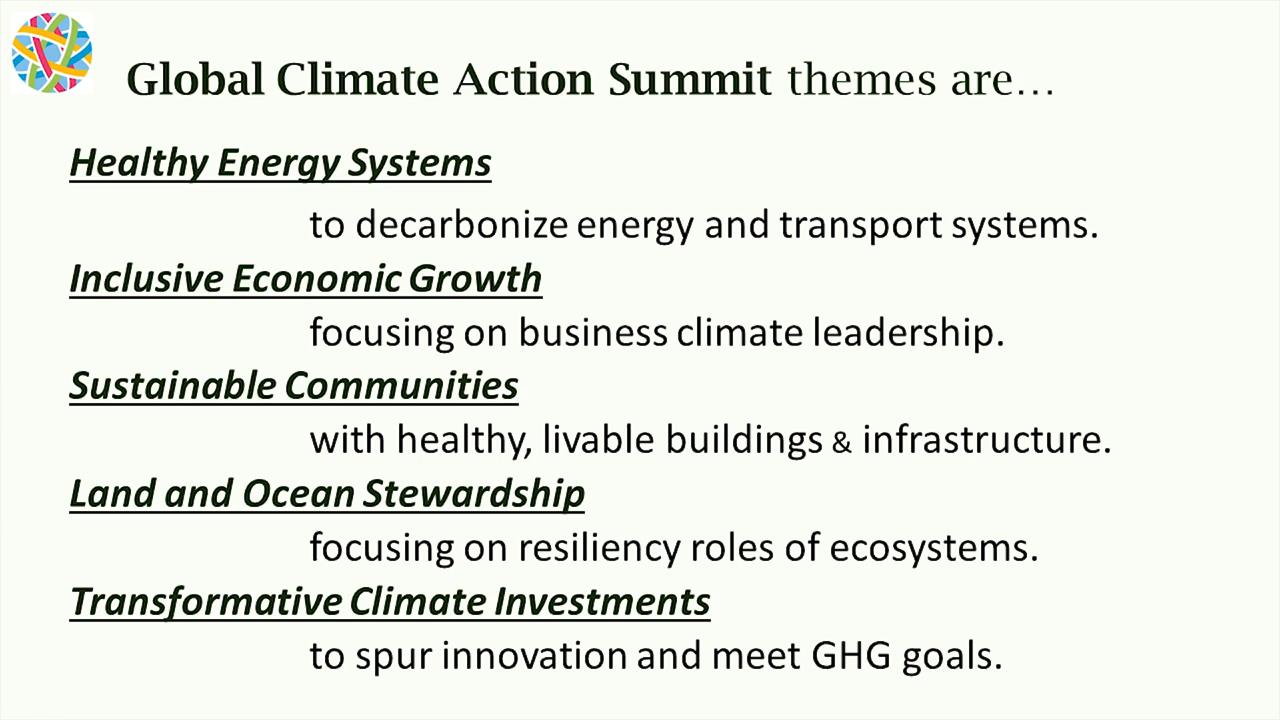 Global Climate Action Summit themes are...
Healthy Energy Systems
to decarbonize energy and transport systems.
Inclusive Economic Growth
focusing on business climate leadership.
Sustainable Communities
with healthy, livable buildings & infrastructure.
Land and Ocean Stewardship
focusing on resiliency roles of ecosystems.
Transformative Climate Investments
to spur innovation and meet GHG goals.